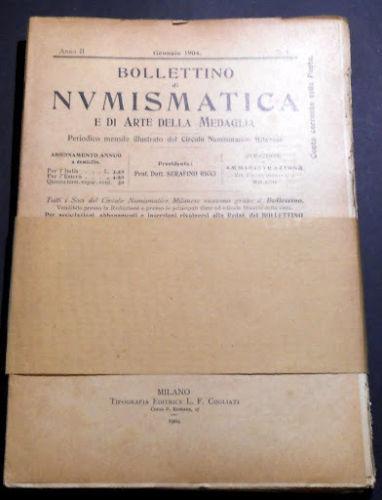 Anno II Gennaio 1904. N. 1
BOLLETTINO
di
NVMISMATICA
E DI ARTE DELLA MEDAGLIA
Periodico mensile illustrato del Circolo Numismatico Milanese
Conto corrente colla Posta.
ABBONAMENTO ANNUO
Per l'Italia L.
Per l'Estero
Presidente:
Prof. Dott. SERAFINO RICCI
DIREZIONE
AMMINISTRAZIONE
MILANO
Tutti i Soci del Circolo Numismatico Milanese ricevono gratis il Bollettino.
Per associazioni, abbonamenti e inserzioni rivolgersi alla Redaz. del BOLLETTINO
MILANO
TIPOGRAFIA EDITRICE L. F. COGLIATI
Corso P. Romana, 17
1904